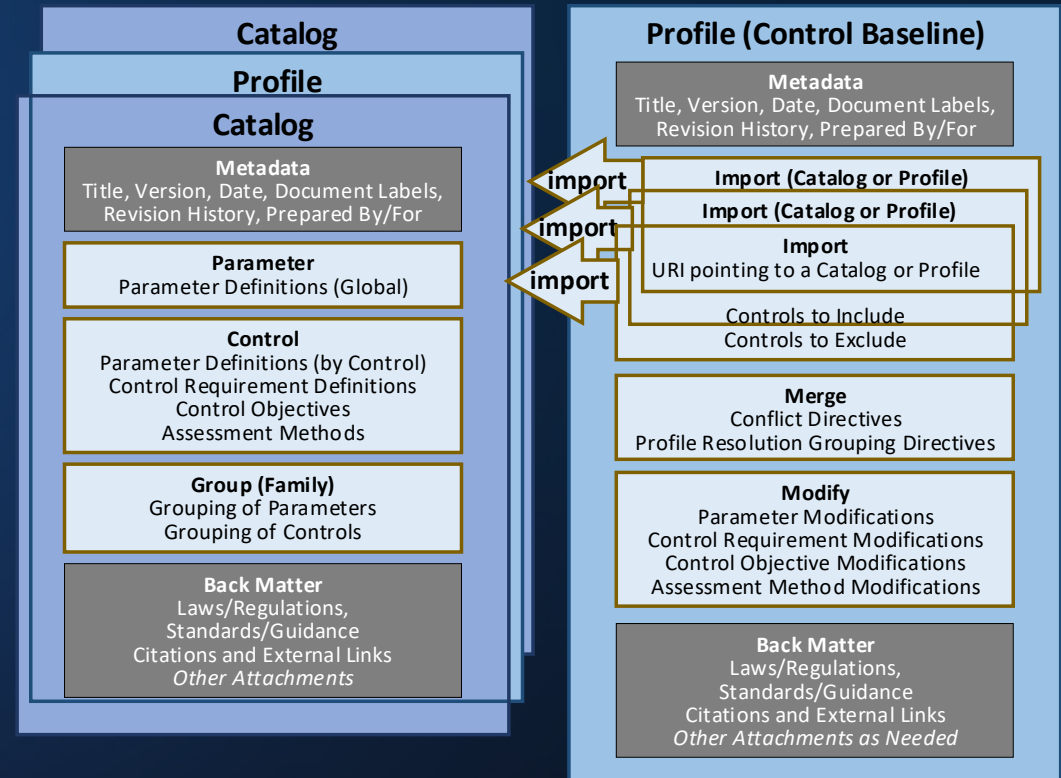 Catalog
Profile
Catalog
Metadata
Title, Version, Date, Document Labels,
Revision History, Prepared By/For
Parameter
Parameter Definitions (Global)
Control
Parameter Definitions (by Control)
Control Requirement Definitions
Control Objectives
Assessment Methods
Group (Family)
Grouping of Parameters
Grouping of Controls
Back Matter
Laws/Regulations,
Standards/Guidance
Citations and External Links
Other Attachments
import
import
import
Profile (Control Baseline)
Metadata
Title, Version, Date, Document Labels,
Revision History, Prepared By/For
Import (Catalog or Profile)
Import (Catalog or Profile)
Import
URI pointing to a Catalog or Profile
Controls to Include
Controls to Exclude
Merge
Conflict Directives
Profile Resolution Grouping Directives
Modify
Parameter Modifications
Control Requirement Modifications
Control Objective Modifications
Assessment Method Modifications
Back Matter
Laws/Regulations,
Standards/Guidance
Citations and External Links
Other Attachments as Needed